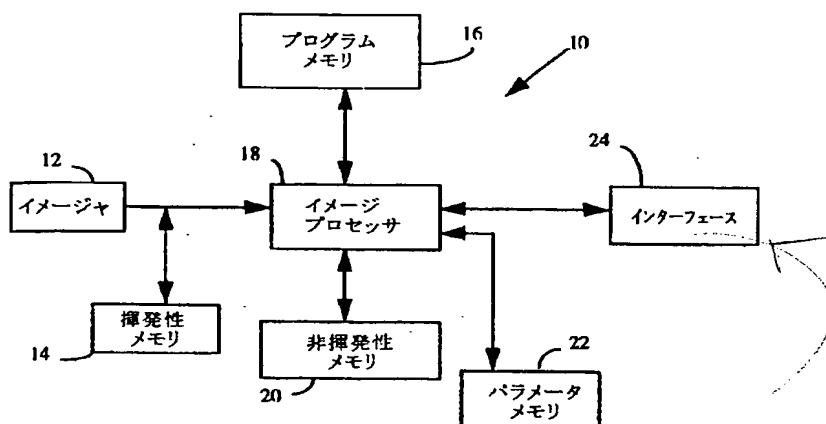 プログラム
メモリ
16
10
12
イメージャ
18
イメージ
プロセッサ
24
インターフェース
揮発性
メモリ
14
非揮発性
メモリ
20
22
パラメータ
メモリ